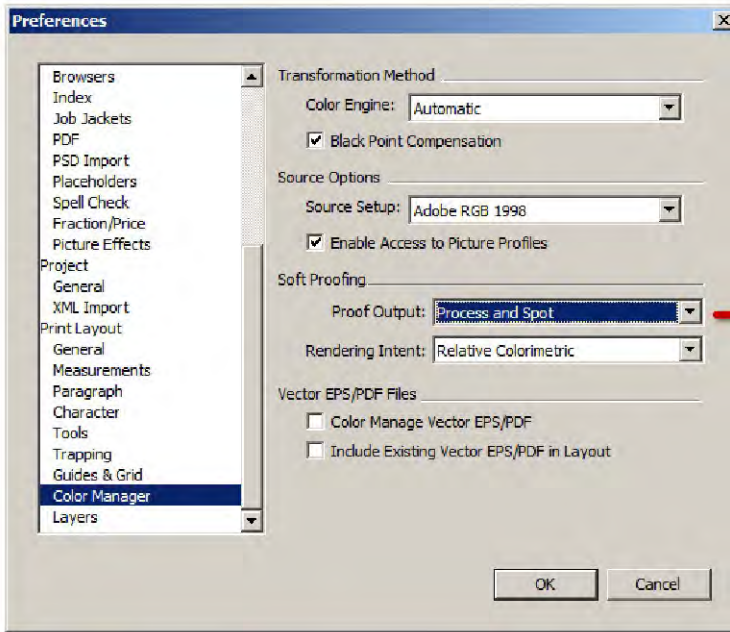 Preferences
Browsers
Index
Job Jackets
PDF
PSD Import
Placeholders
Spell Check
Fraction/Price
Picture Effects
Project
General
XML Import
Print Layout
General
Measurements
Paragraph
Character
Tools
Trapping
Guides & Grid
Color Manager
Layers
Transformation Method
Color Engine: Automatic
Black Point Compensation
Source Options
Source Setup: Adobe RGB 1998
Enable Access to Picture Profiles
Soft Proofing
Proof Output: Process and Spot
Rendering Intent: Relative Colorimetric
Vector EPS/PDF Files
Color Manage Vector EPS/PDF
Include Existing Vector EPS/PDF in Layout
OK Cancel